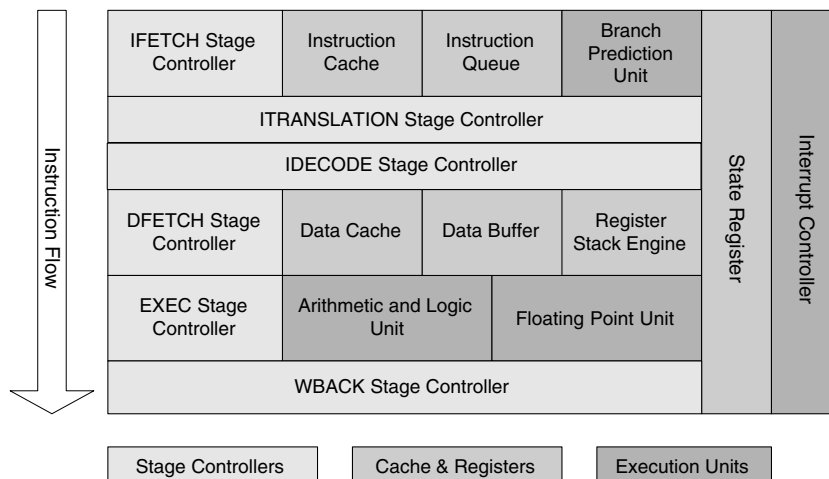 Instruction Flow
IFETCH Stage
Controller
Instruction
Cache
Instruction
Queue
Branch
Prediction
Unit
ITRANSLATION Stage Controller
IDECODE Stage Controller
DFETCH Stage
Controller
Data Cache
Data Buffer
Register
Stack Engine
EXEC Stage
Controller
Arithmetic and Logic
Unit
Floating Point Unit
WBACK Stage Controller
State Register
Interrupt Controller
Stage Controllers
Cache & Registers
Execution Units